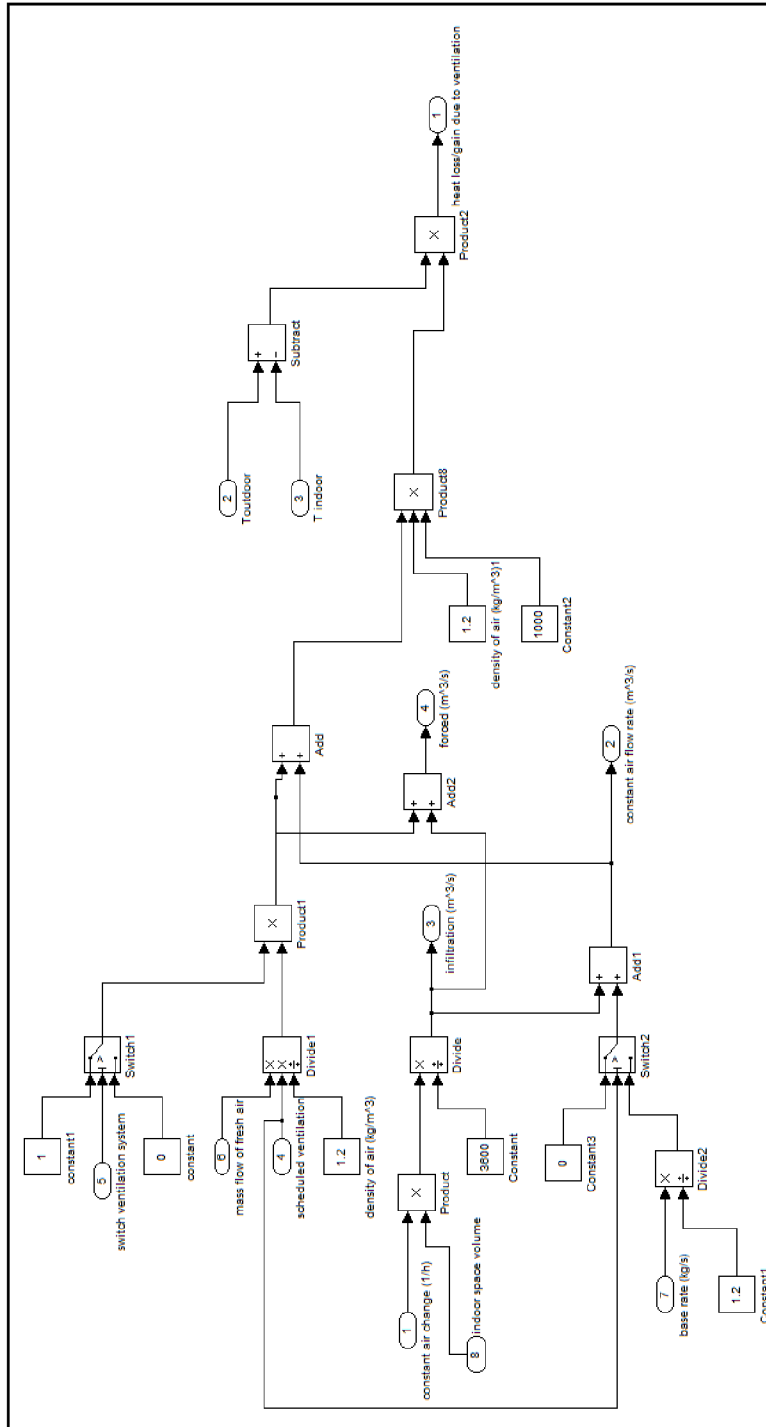 1
constant1
5
switch ventilation system
0
constant
>
Switch1
6
mass flow of fresh air
4
scheduled ventilation
1.2
density of air (kg/m^3)
×
×
÷
Divide1
×
Product1
1
constant air change (1/h)
8
indoor space volume
×
Product
3600
Constant
×
÷
Divide
3
infiltration (m^3/s)
0
Constant3
7
base rate (kg/s)
1.2
Constant1
×
÷
Divide2
>
Switch2
+
+
Add1
2
constant air flow rate (m^3/s)
+
+
Add2
4
forced (m^3/s)
+
+
Add
1.2
density of air (kg/m^3)1
1000
Constant2
×
Product8
2
Toutdoor
3
T indoor
+
−
Subtract
×
Product2
1
heat loss/gain due to ventilation